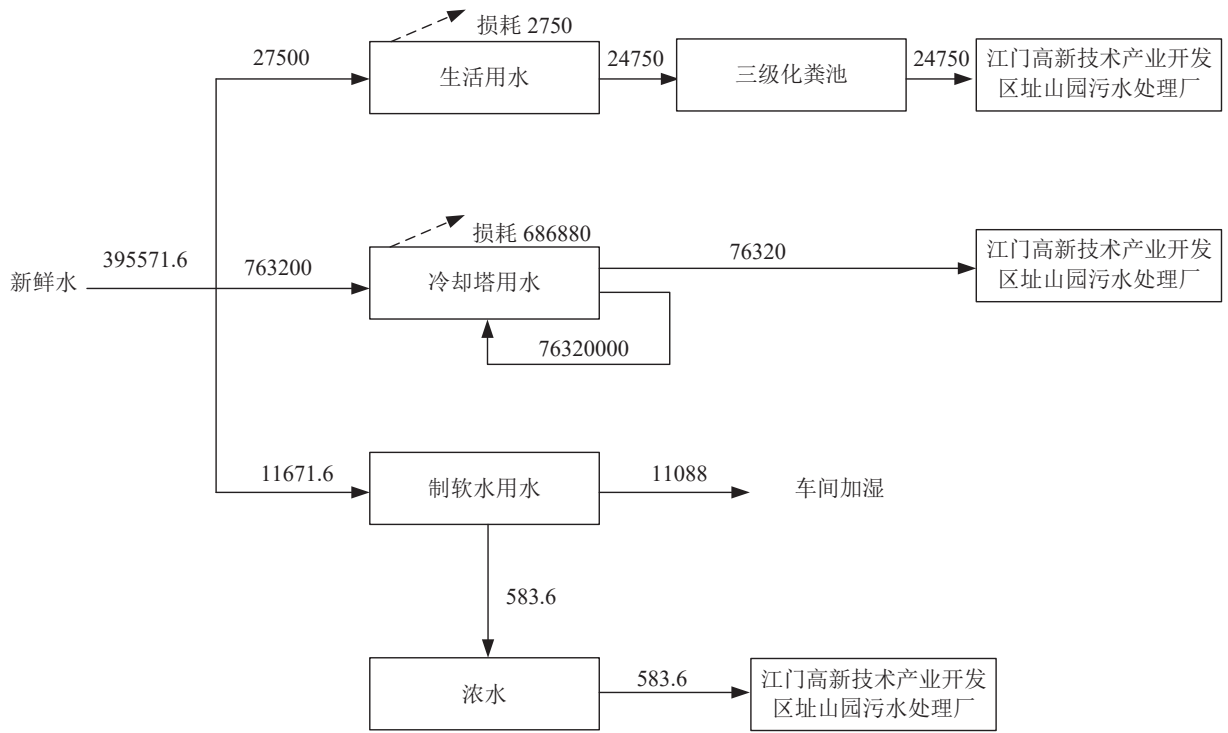 损耗 2750
27500
生活用水
24750
三级化粪池
24750
江门高新技术产业开发
区址山园污水处理厂
新鲜水
395571.6
损耗 686880
763200
冷却塔用水
76320
江门高新技术产业开发
区址山园污水处理厂
76320000
11671.6
制软水用水
11088
车间加湿
583.6
浓水
583.6
江门高新技术产业开发
区址山园污水处理厂